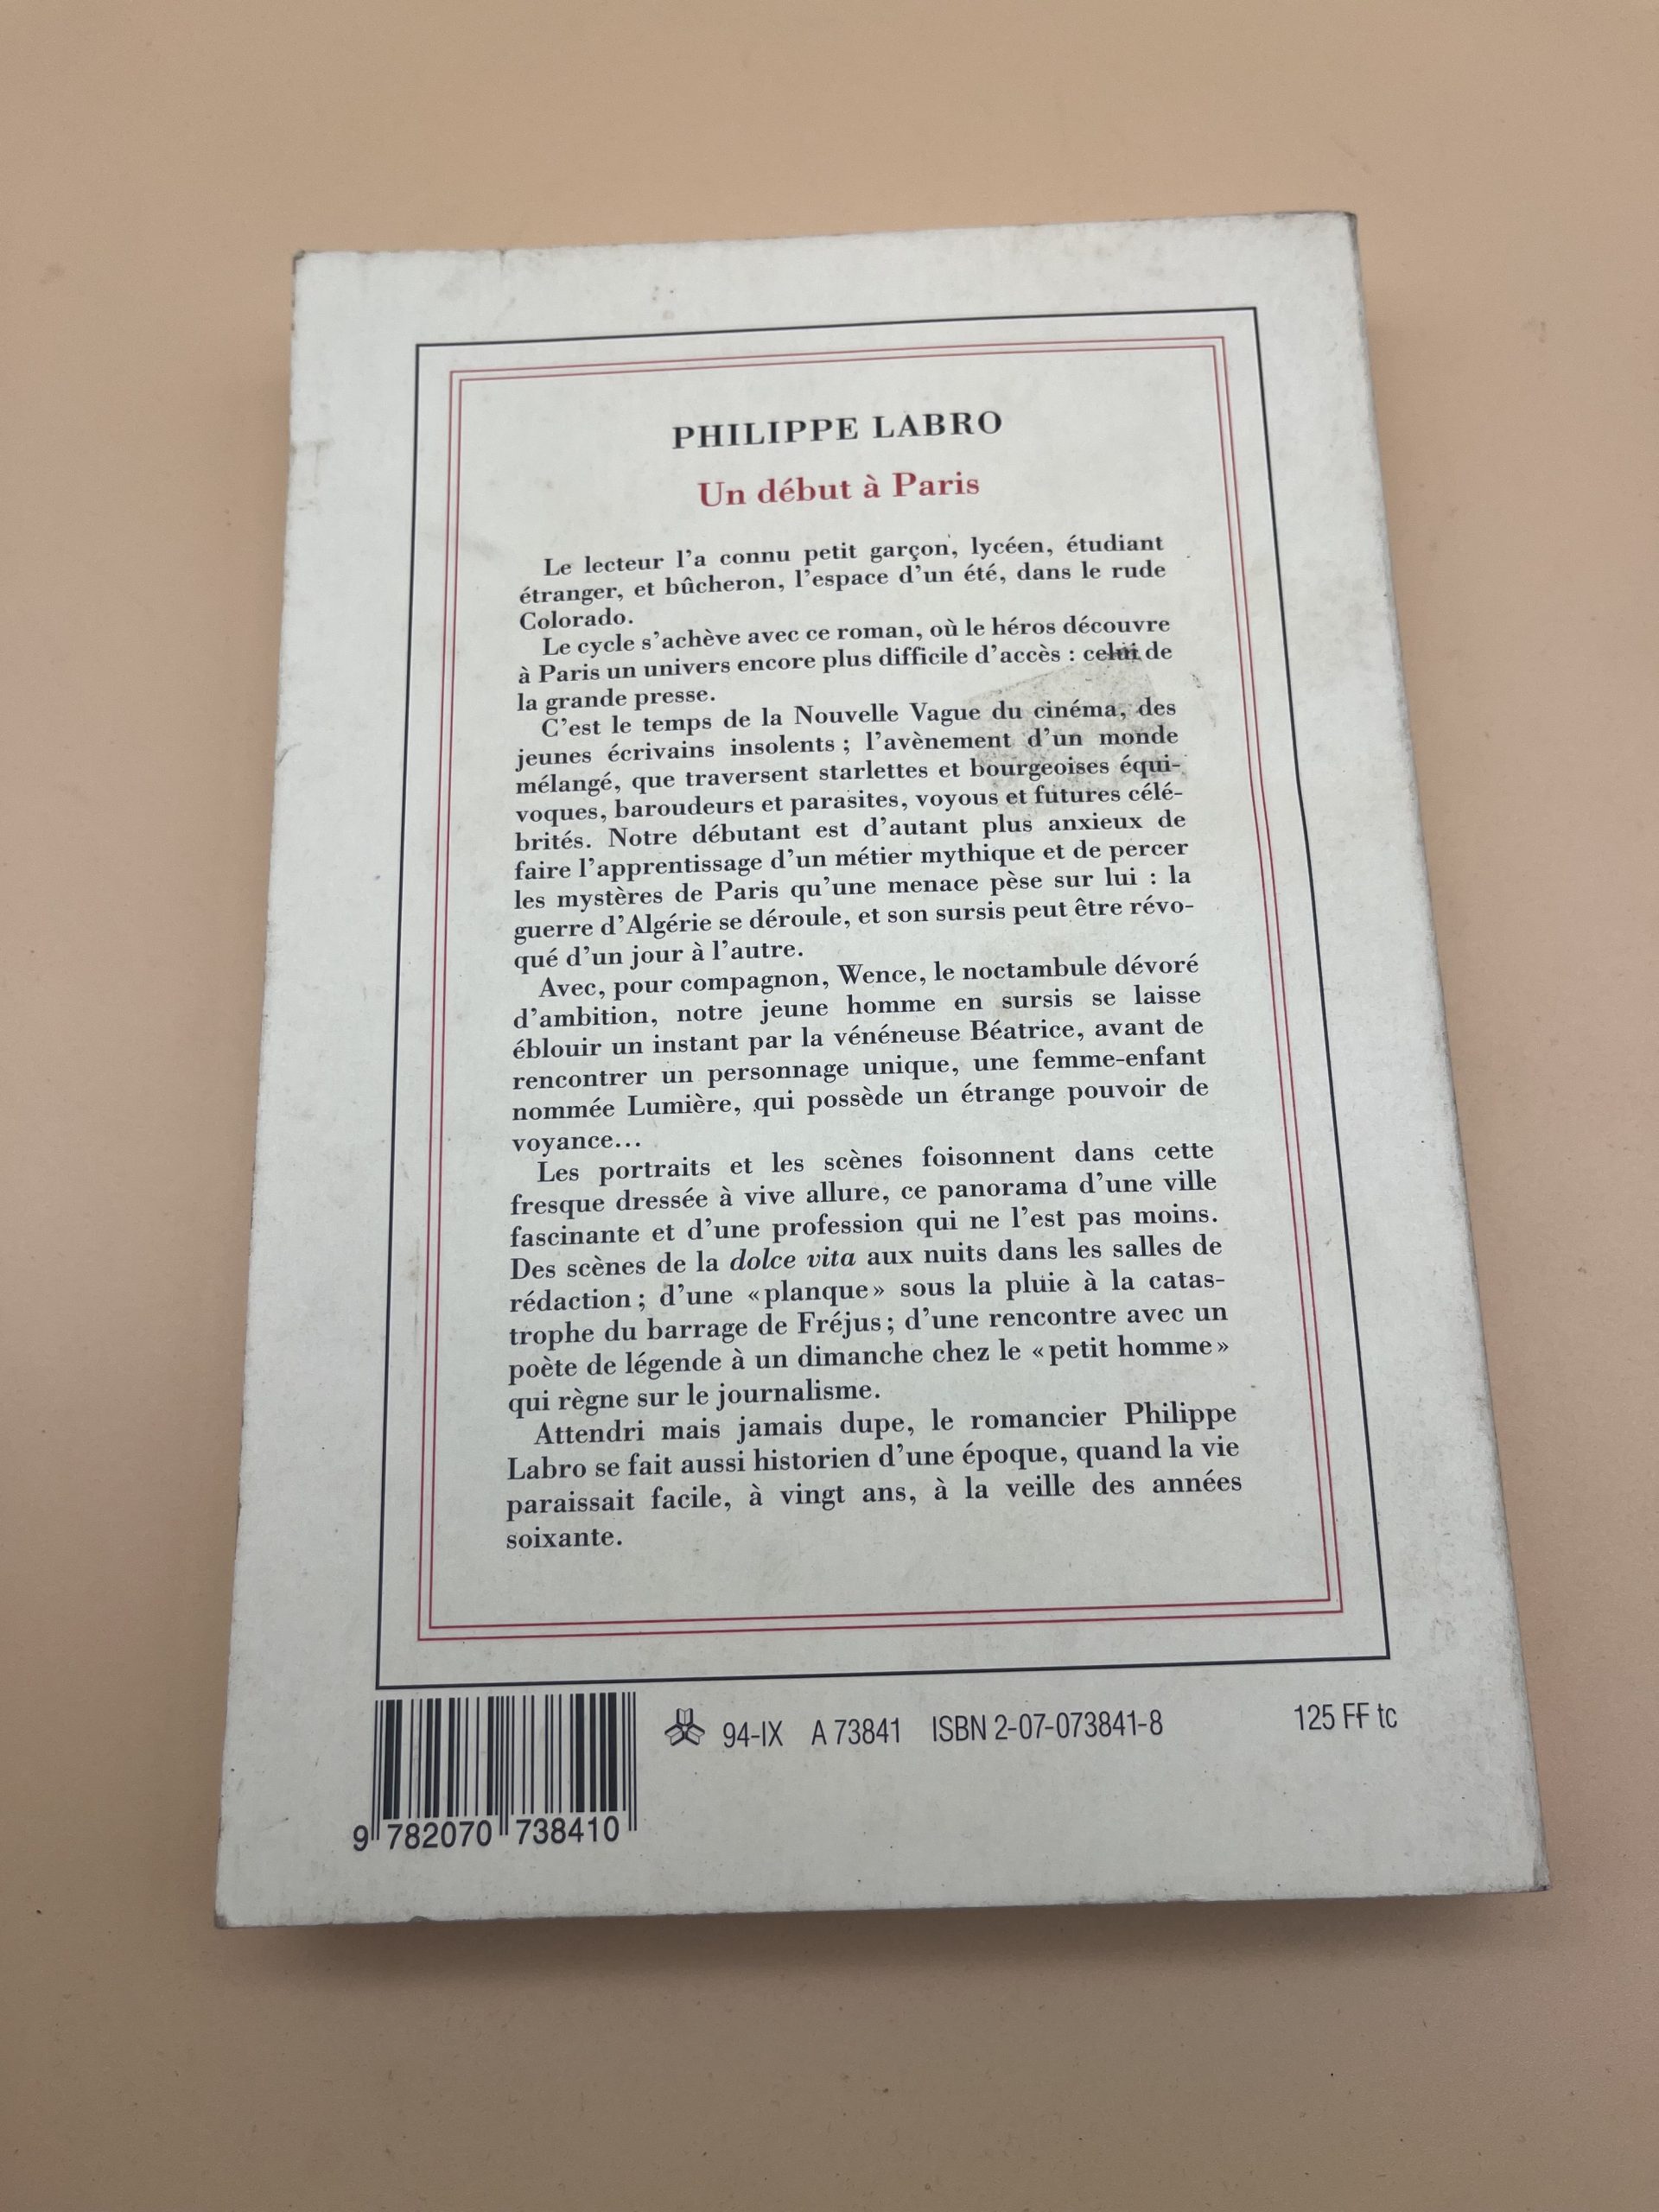 PHILIPPE LABRO
Un début à Paris
Le lecteur l'a connu petit garçon, lycéen, étudiant
étranger, et bûcheron, l'espace d'un été, dans le rude
Colorado.
Le cycle s'achève avec ce roman, où le héros découvre
à Paris un univers encore plus difficile d'accès : celui de
la grande presse.
C'est le temps de la Nouvelle Vague du cinéma, des
jeunes écrivains insolents ; l'avènement d'un monde
mélangé, que traversent starlettes et bourgeoises équi-
voques, baroudeurs et parasites, voyous et futures célé-
brités. Notre débutant est d'autant plus anxieux de
faire l'apprentissage d'un métier mythique et de percer
les mystères de Paris qu'une menace pèse sur lui : la
guerre d'Algérie se déroule, et son sursis peut être révo-
qué d'un jour à l'autre.
Avec, pour compagnon, Wence, le noctambule dévoré
d'ambition, notre jeune homme en sursis se laisse
éblouir un instant par la vénéneuse Béatrice, avant de
rencontrer un personnage unique, une femme-enfant
nommée Lumière, qui possède un étrange pouvoir de
voyance...
Les portraits et les scènes foisonnent dans cette
fresque dressée à vive allure, ce panorama d'une ville
fascinante et d'une profession qui ne l'est pas moins.
Des scènes de la dolce vita aux nuits dans les salles de
rédaction ; d'une « planque » sous la pluie à la catas-
trophe du barrage de Fréjus ; d'une rencontre avec un
poète de légende à un dimanche chez le « petit homme »
qui règne sur le journalisme.
Attendri mais jamais dupe, le romancier Philippe
Labro se fait aussi historien d'une époque, quand la vie
paraissait facile, à vingt ans, à la veille des années
soixante.
94-IX A 73841 ISBN 2-07-073841-8 125 FF tc
9 782070 738410